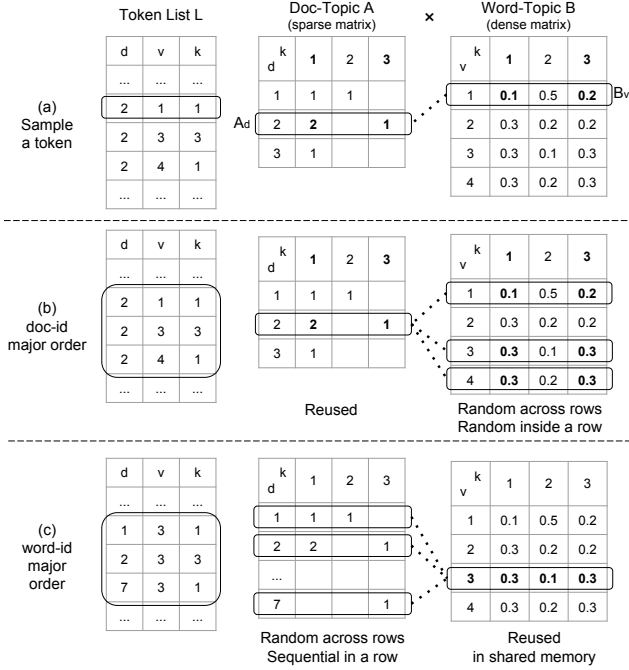 Token List L
Doc-Topic A
(sparse matrix)
×
Word-Topic B
(dense matrix)
(a)
Sample
a token
d v k
... ... ...
2 1 1
2 3 3
2 4 1
... ... ...
k
d
1 2 3
1 1 1
Ad 2 2 1
3 1
k
v
1 2 3
1 0.1 0.5 0.2 Bv
2 0.3 0.2 0.2
3 0.3 0.1 0.3
4 0.3 0.2 0.3
(b)
doc-id
major order
d v k
... ... ...
2 1 1
2 3 3
2 4 1
... ... ...
k
d
1 2 3
1 1 1
2 2 1
3 1
Reused
k
v
1 2 3
1 0.1 0.5 0.2
2 0.3 0.2 0.2
3 0.3 0.1 0.3
4 0.3 0.2 0.3
Random across rows
Random inside a row
(c)
word-id
major
order
d v k
... ... ...
1 3 1
2 3 3
7 3 1
... ... ...
k
d
1 2 3
1 1 1
2 2 1
...
7 1
Random across rows
Sequential in a row
k
v
1 2 3
1 0.1 0.5 0.2
2 0.3 0.2 0.2
3 0.3 0.1 0.3
4 0.3 0.2 0.3
Reused
in shared memory